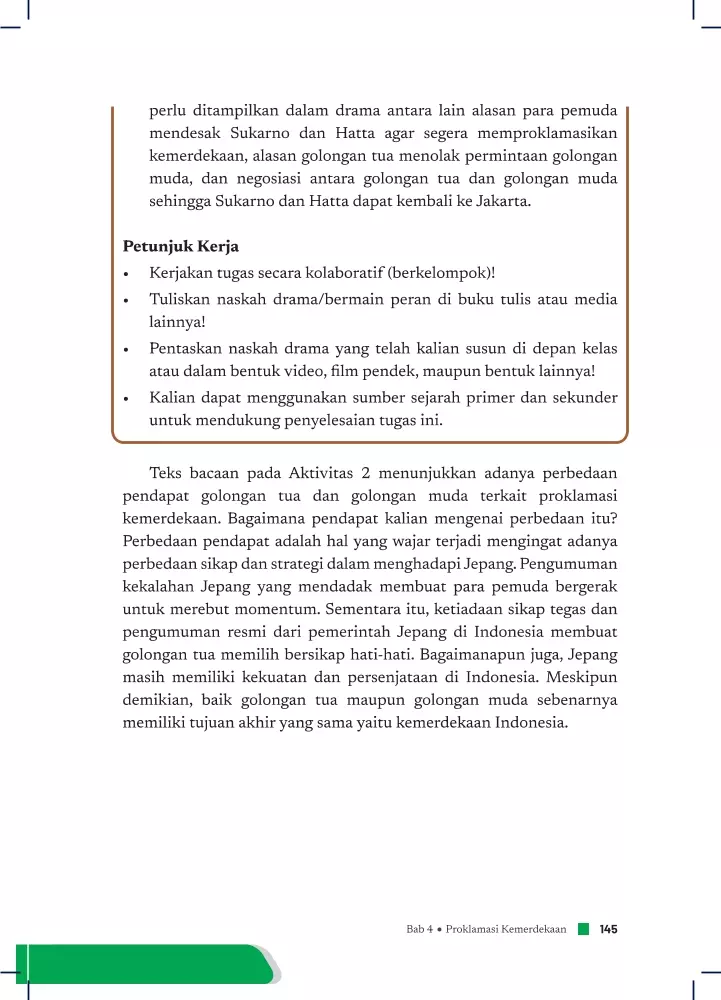 perlu ditampilkan dalam drama antara lain alasan para pemuda
mendesak Sukarno dan Hatta agar segera memproklamasikan
kemerdekaan, alasan golongan tua menolak permintaan golongan
muda, dan negosiasi antara golongan tua dan golongan muda
sehingga Sukarno dan Hatta dapat kembali ke Jakarta.
Petunjuk Kerja
• Kerjakan tugas secara kolaboratif (berkelompok)!
• Tuliskan naskah drama/bermain peran di buku tulis atau media
lainnya!
• Pentaskan naskah drama yang telah kalian susun di depan kelas
atau dalam bentuk video, film pendek, maupun bentuk lainnya!
• Kalian dapat menggunakan sumber sejarah primer dan sekunder
untuk mendukung penyelesaian tugas ini.
Teks bacaan pada Aktivitas 2 menunjukkan adanya perbedaan
pendapat golongan tua dan golongan muda terkait proklamasi
kemerdekaan. Bagaimana pendapat kalian mengenai perbedaan itu?
Perbedaan pendapat adalah hal yang wajar terjadi mengingat adanya
perbedaan sikap dan strategi dalam menghadapi Jepang. Pengumuman
kekalahan Jepang yang mendadak membuat para pemuda bergerak
untuk merebut momentum. Sementara itu, ketiadaan sikap tegas dan
pengumuman resmi dari pemerintah Jepang di Indonesia membuat
golongan tua memilih bersikap hati-hati. Bagaimanapun juga, Jepang
masih memiliki kekuatan dan persenjataan di Indonesia. Meskipun
demikian, baik golongan tua maupun golongan muda sebenarnya
memiliki tujuan akhir yang sama yaitu kemerdekaan Indonesia.
Bab 4 • Proklamasi Kemerdekaan 145